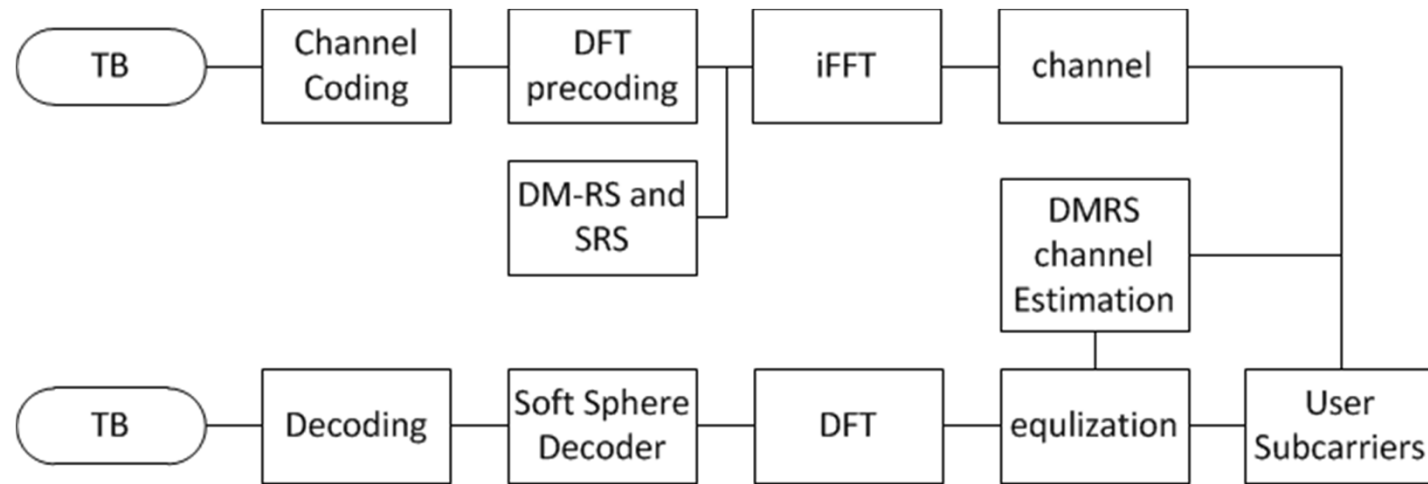 TB
Channel
Coding
DFT
precoding
iFFT
channel
DM-RS and
SRS
DMRS
channel
Estimation
TB
Decoding
Soft Sphere
Decoder
DFT
equlization
User
Subcarriers